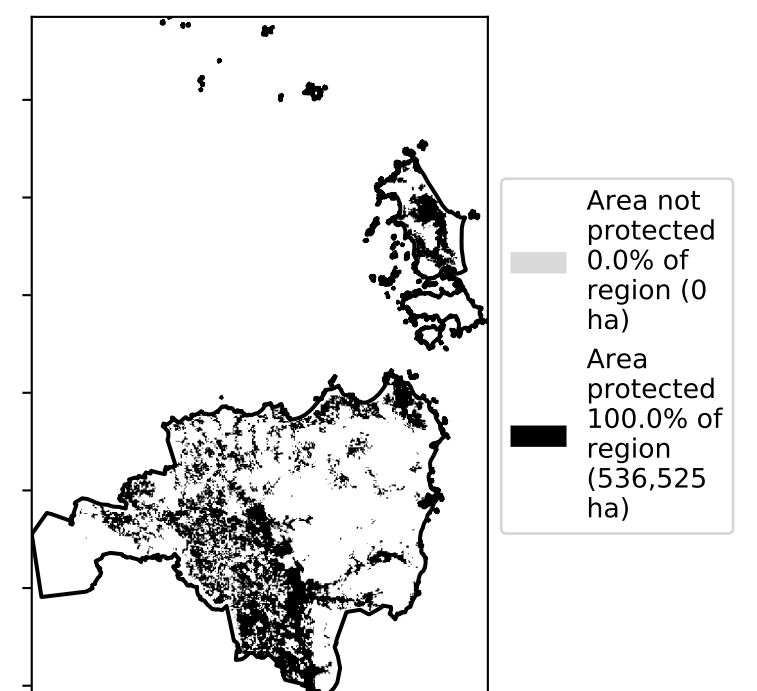 Area not
protected
0.0% of
region (0
ha)
Area
protected
100.0% of
region
(536,525
ha)